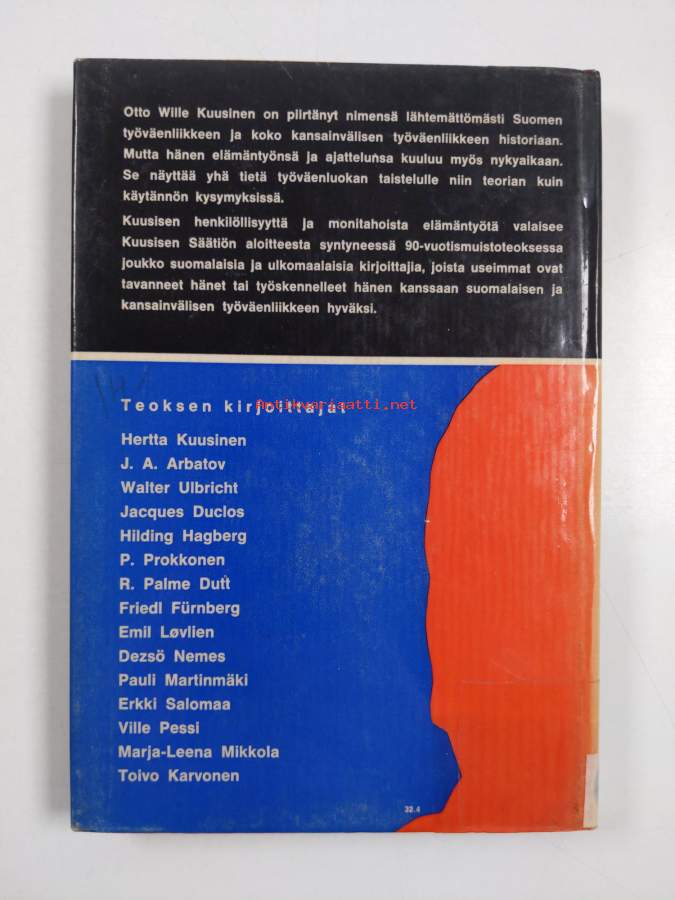 Otto Wille Kuusinen on piirtänyt nimensä lähtemättömästi Suomen
työväenliikkeen ja koko kansainvälisen työväenliikkeen historiaan.
Mutta hänen elämäntyönsä ja ajattelunsa kuuluu myös nykyaikaan.
Se näyttää yhä tietä työväenluokan taistelulle niin teorian kuin
käytännön kysymyksissä.
Kuusisen henkilöllisyyttä ja monitahoista elämäntyötä valaisee
Kuusisen Säätiön aloitteesta syntyneessä 90-vuotismuistoteoksessa
joukko suomalaisia ja ulkomaalaisia kirjoittajia, joista useimmat ovat
tavanneet hänet tai työskennelleet hänen kanssaan suomalaisen ja
kansainvälisen työväenliikkeen hyväksi.
Teoksen kirjoittajat
Antikvariaatti.net
Hertta Kuusinen
J. A. Arbatov
Walter Ulbricht
Jacques Duclos
Hilding Hagberg
P. Prokkonen
R. Palme Dutt
Friedl Fürnberg
Emil Løvlien
Dezsö Nemes
Pauli Martinmäki
Erkki Salomaa
Ville Pessi
Marja-Leena Mikkola
Toivo Karvonen
32.4